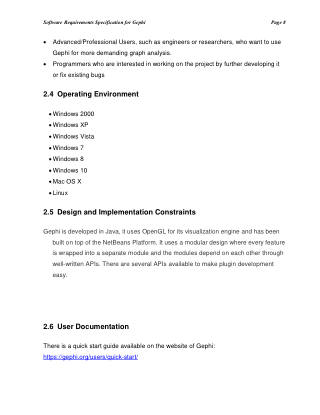 Software Requirements Specification for Gephi Page 8
• Advanced/Professional Users, such as engineers or researchers, who want to use
Gephi for more demanding graph analysis.
• Programmers who are interested in working on the project by further developing it
or fix existing bugs
2.4 Operating Environment
• Windows 2000
• Windows XP
• Windows Vista
• Windows 7
• Windows 8
• Windows 10
• Mac OS X
• Linux
2.5 Design and Implementation Constraints
Gephi is developed in Java, it uses OpenGL for its visualization engine and has been
built on top of the NetBeans Platform. It uses a modular design where every feature
is wrapped into a separate module and the modules depend on each other through
well-written APIs. There are several APIs available to make plugin development
easy.
2.6 User Documentation
There is a quick start guide available on the website of Gephi:
https://gephi.org/users/quick-start/